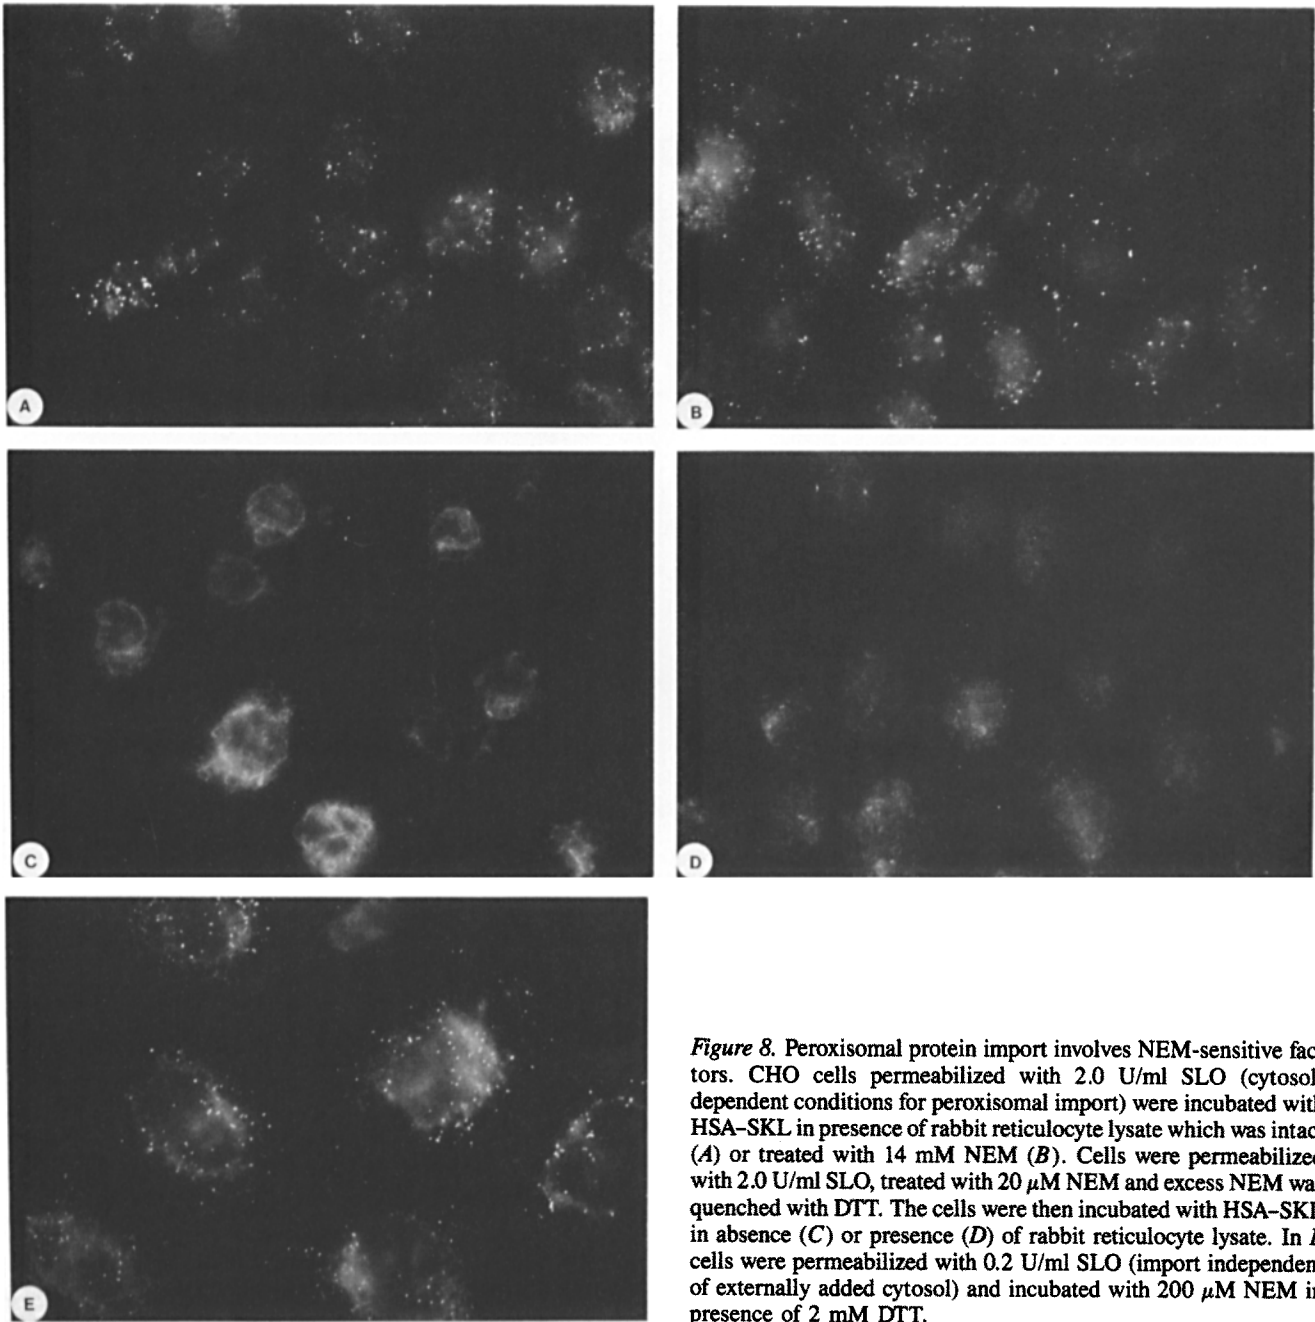 A
B
C
D
E
Figure 8. Peroxisomal protein import involves NEM-sensitive fac
tors. CHO cells permeabilized with 2.0 U/ml SLO (cytosol
dependent conditions for peroxisomal import) were incubated with
HSA–SKL in presence of rabbit reticulocyte lysate which was intac
(A) or treated with 14 mM NEM (B). Cells were permeabilized
with 2.0 U/ml SLO, treated with 20 μM NEM and excess NEM wa
quenched with DTT. The cells were then incubated with HSA–SKL
in absence (C) or presence (D) of rabbit reticulocyte lysate. In E
cells were permeabilized with 0.2 U/ml SLO (import independen
of externally added cytosol) and incubated with 200 μM NEM in
presence of 2 mM DTT.